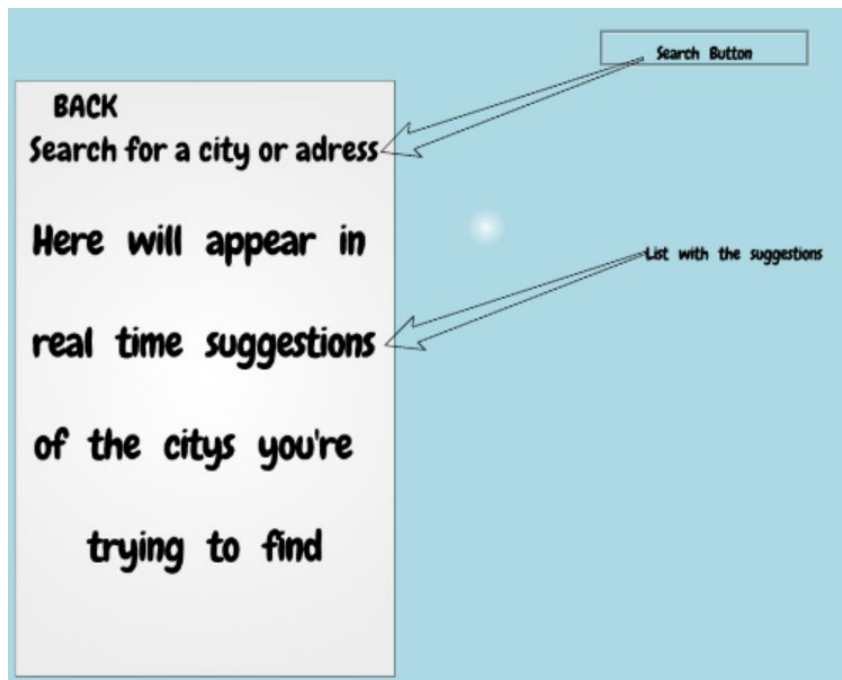 Search Button
BACK
Search for a city or adress
Here will appear in
List with the suggestions
real time suggestions
of the citys you're
trying to find